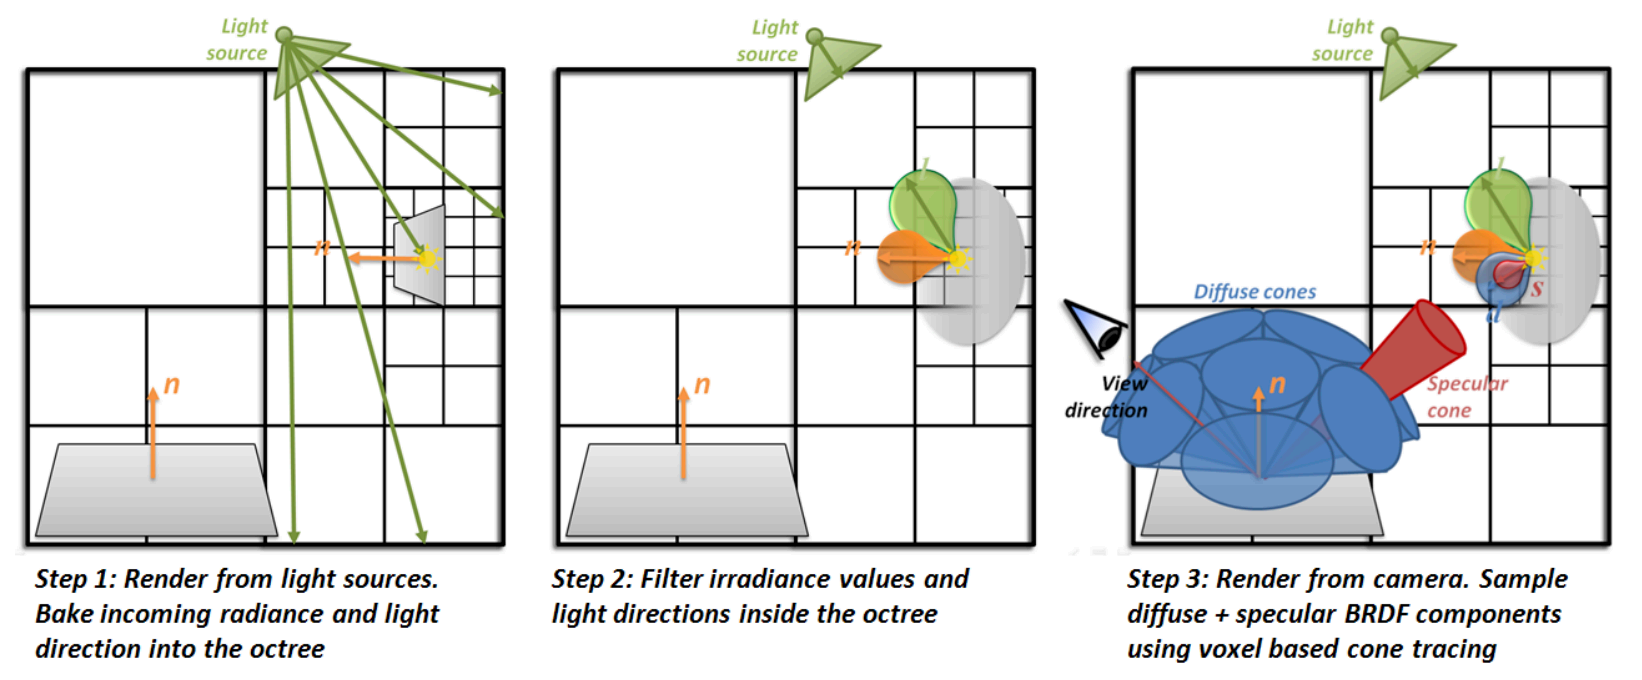 Light
source
n
n
Step 1: Render from light sources.
Bake incoming radiance and light
direction into the octree
Light
source
l
n
n
Step 2: Filter irradiance values and
light directions inside the octree
Light
source
l
n
s
d
Diffuse cones
View
direction
n
Specular
cone
Step 3: Render from camera. Sample
diffuse + specular BRDF components
using voxel based cone tracing